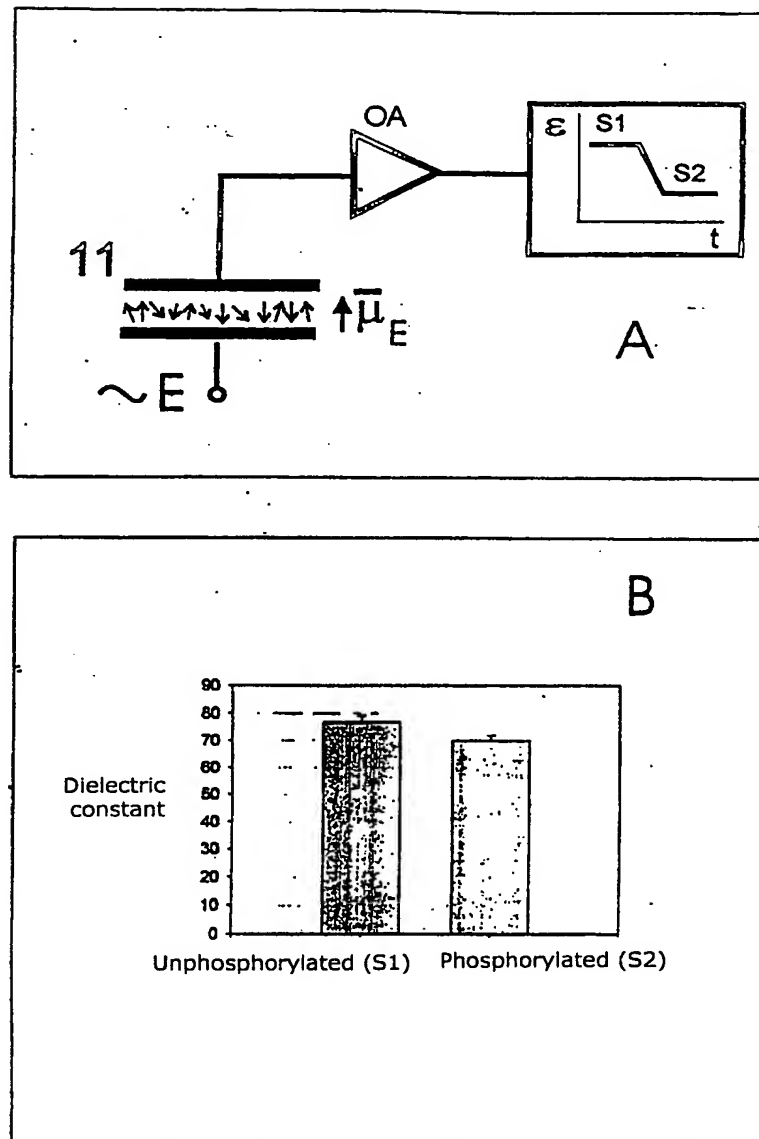 OA
ε
S1
S2
t
11
μ̄E
A
~ E
B
90
80
70
60
50
40
30
20
10
0
Dielectric
constant
Unphosphorylated (S1) Phosphorylated (S2)